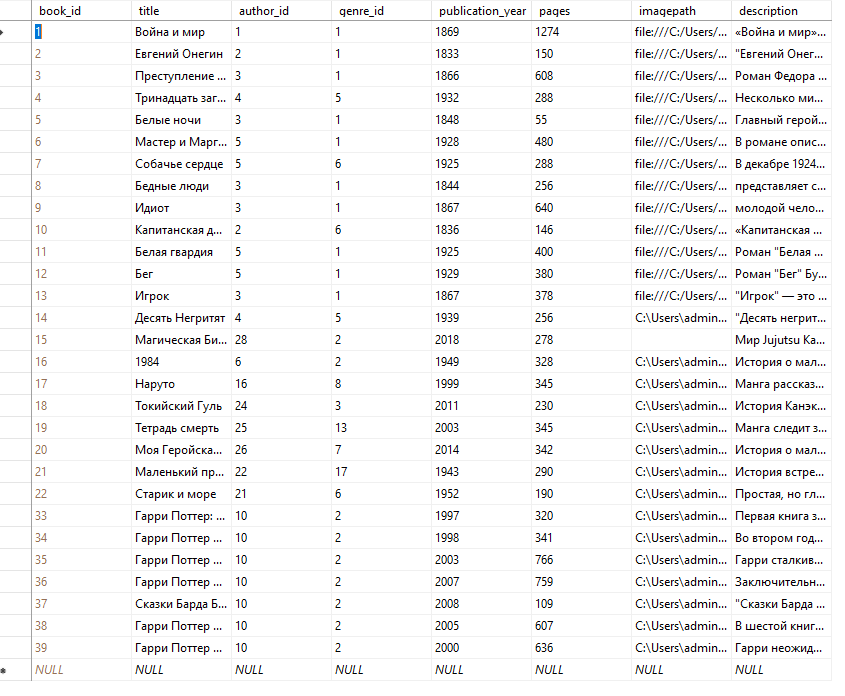 book_id title author_id genre_id publication_year pages imagepath description
1 Война и мир 1 1 1869 1274 file:///C:/Users/... «Война и мир»...
2 Евгений Онегин 2 1 1833 150 file:///C:/Users/... "Евгений Онег...
3 Преступление ... 3 1 1866 608 file:///C:/Users/... Роман Федора ...
4 Тринадцать заг... 4 5 1932 288 file:///C:/Users/... Несколько ми...
5 Белые ночи 3 1 1848 55 file:///C:/Users/... Главный герой...
6 Мастер и Марг... 5 1 1928 480 file:///C:/Users/... В романе опис...
7 Собачье сердце 5 6 1925 288 file:///C:/Users/... В декабре 1924...
8 Бедные люди 3 1 1844 256 file:///C:/Users/... представляет с...
9 Идиот 3 1 1867 640 file:///C:/Users/... молодой чело...
10 Капитанская д... 2 6 1836 146 file:///C:/Users/... «Капитанская ...
11 Белая гвардия 5 1 1925 400 file:///C:/Users/... Роман "Белая ...
12 Бег 5 1 1929 380 file:///C:/Users/... Роман "Бег" Бу...
13 Игрок 3 1 1867 378 file:///C:/Users/... "Игрок" — это ...
14 Десять Негритят 4 5 1939 256 C:\Users\admin... "Десять негрит...
15 Магическая Би... 28 2 2018 278 Мир Jujutsu Ka...
16 1984 6 2 1949 328 C:\Users\admin... История о мал...
17 Наруто 16 8 1999 345 C:\Users\admin... Манга рассказ...
18 Токийский Гуль 24 3 2011 230 C:\Users\admin... История Канэк...
19 Тетрадь смерть 25 13 2003 345 C:\Users\admin... Манга следит з...
20 Моя Геройска... 26 7 2014 342 C:\Users\admin... История о мал...
21 Маленький пр... 22 17 1943 290 C:\Users\admin... История встре...
22 Старик и море 21 6 1952 190 C:\Users\admin... Простая, но гл...
33 Гарри Поттер: ... 10 2 1997 320 C:\Users\admin... Первая книга з...
34 Гарри Поттер ... 10 2 1998 341 C:\Users\admin... Во втором год...
35 Гарри Поттер ... 10 2 2003 766 C:\Users\admin... Гарри сталкив...
36 Гарри Поттер ... 10 2 2007 759 C:\Users\admin... Заключительн...
37 Сказки Барда Б... 10 2 2008 109 C:\Users\admin... "Сказки Барда ...
38 Гарри Поттер ... 10 2 2005 607 C:\Users\admin... В шестой книг...
39 Гарри Поттер ... 10 2 2000 636 C:\Users\admin... Гарри неожид...
NULL NULL NULL NULL NULL NULL NULL NULL